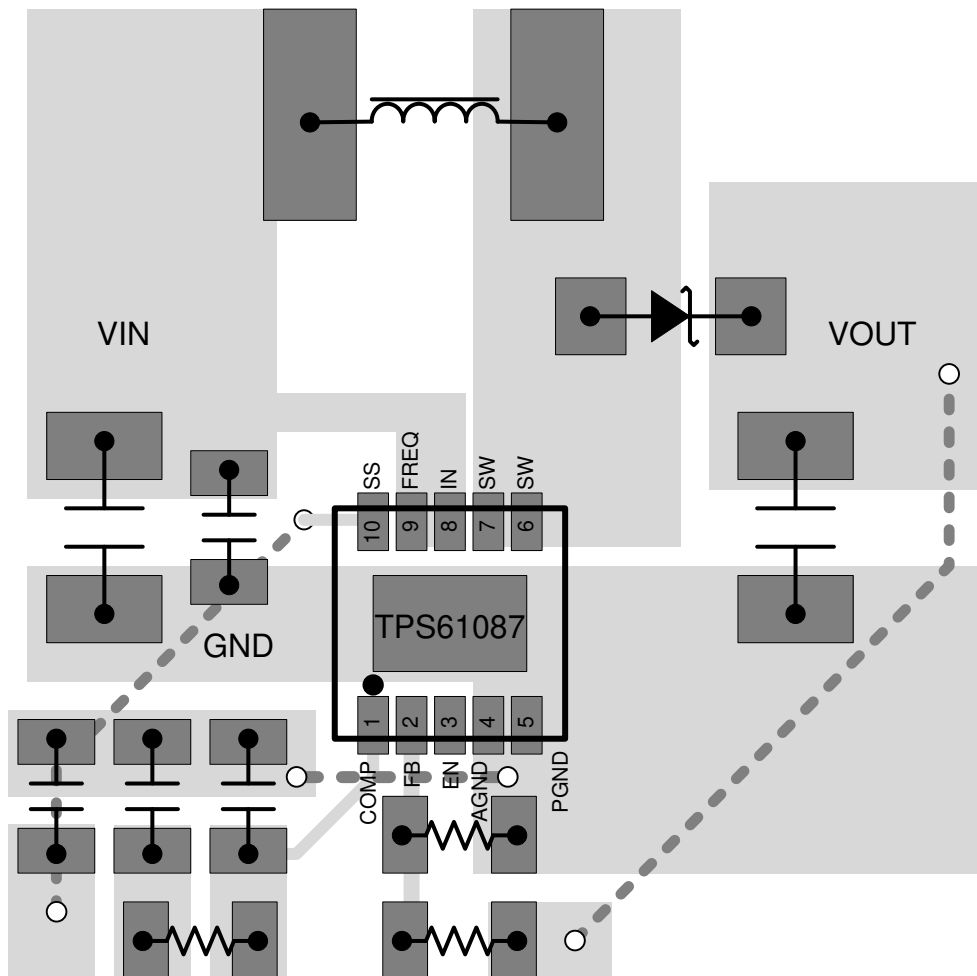 VIN
VOUT
SS
FREQ
IN
SW
SW
10
9
8
7
6
TPS61087
GND
1
2
3
4
5
COMP
FB
EN
AGND
PGND